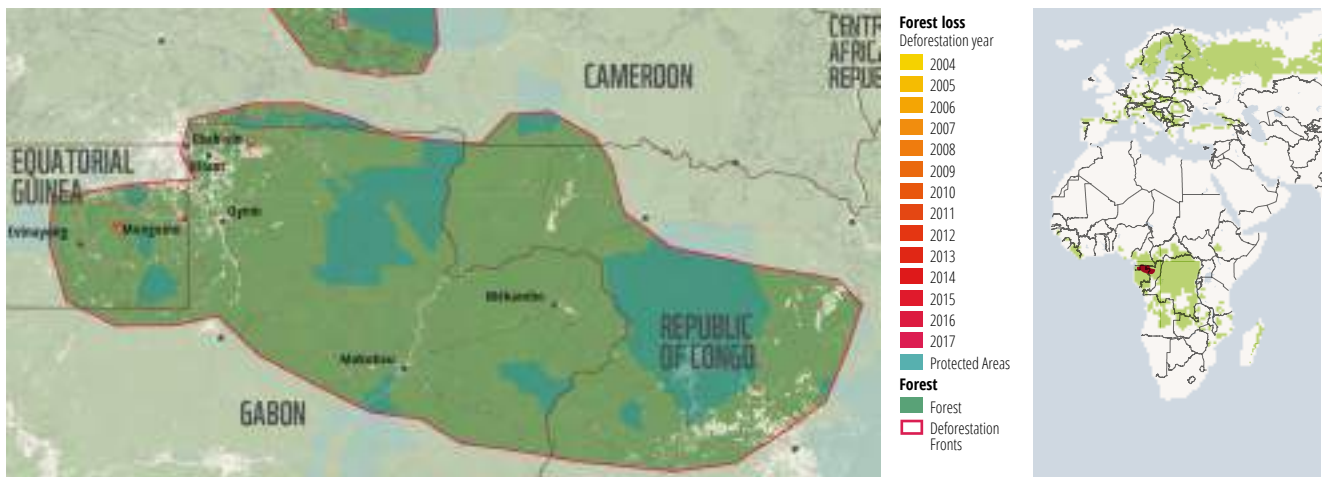 CENTR
AFRICA
REPUB
CAMEROON
EQUATORIAL
GUINEA
Oyem
Evinayong
Mongomo
REPUBLIC
OF CONGO
Makokou
GABON
Forest loss
Deforestation year
2004
2005
2006
2007
2008
2009
2010
2011
2012
2013
2014
2015
2016
2017
Protected Areas
Forest
Forest
Deforestation
Fronts